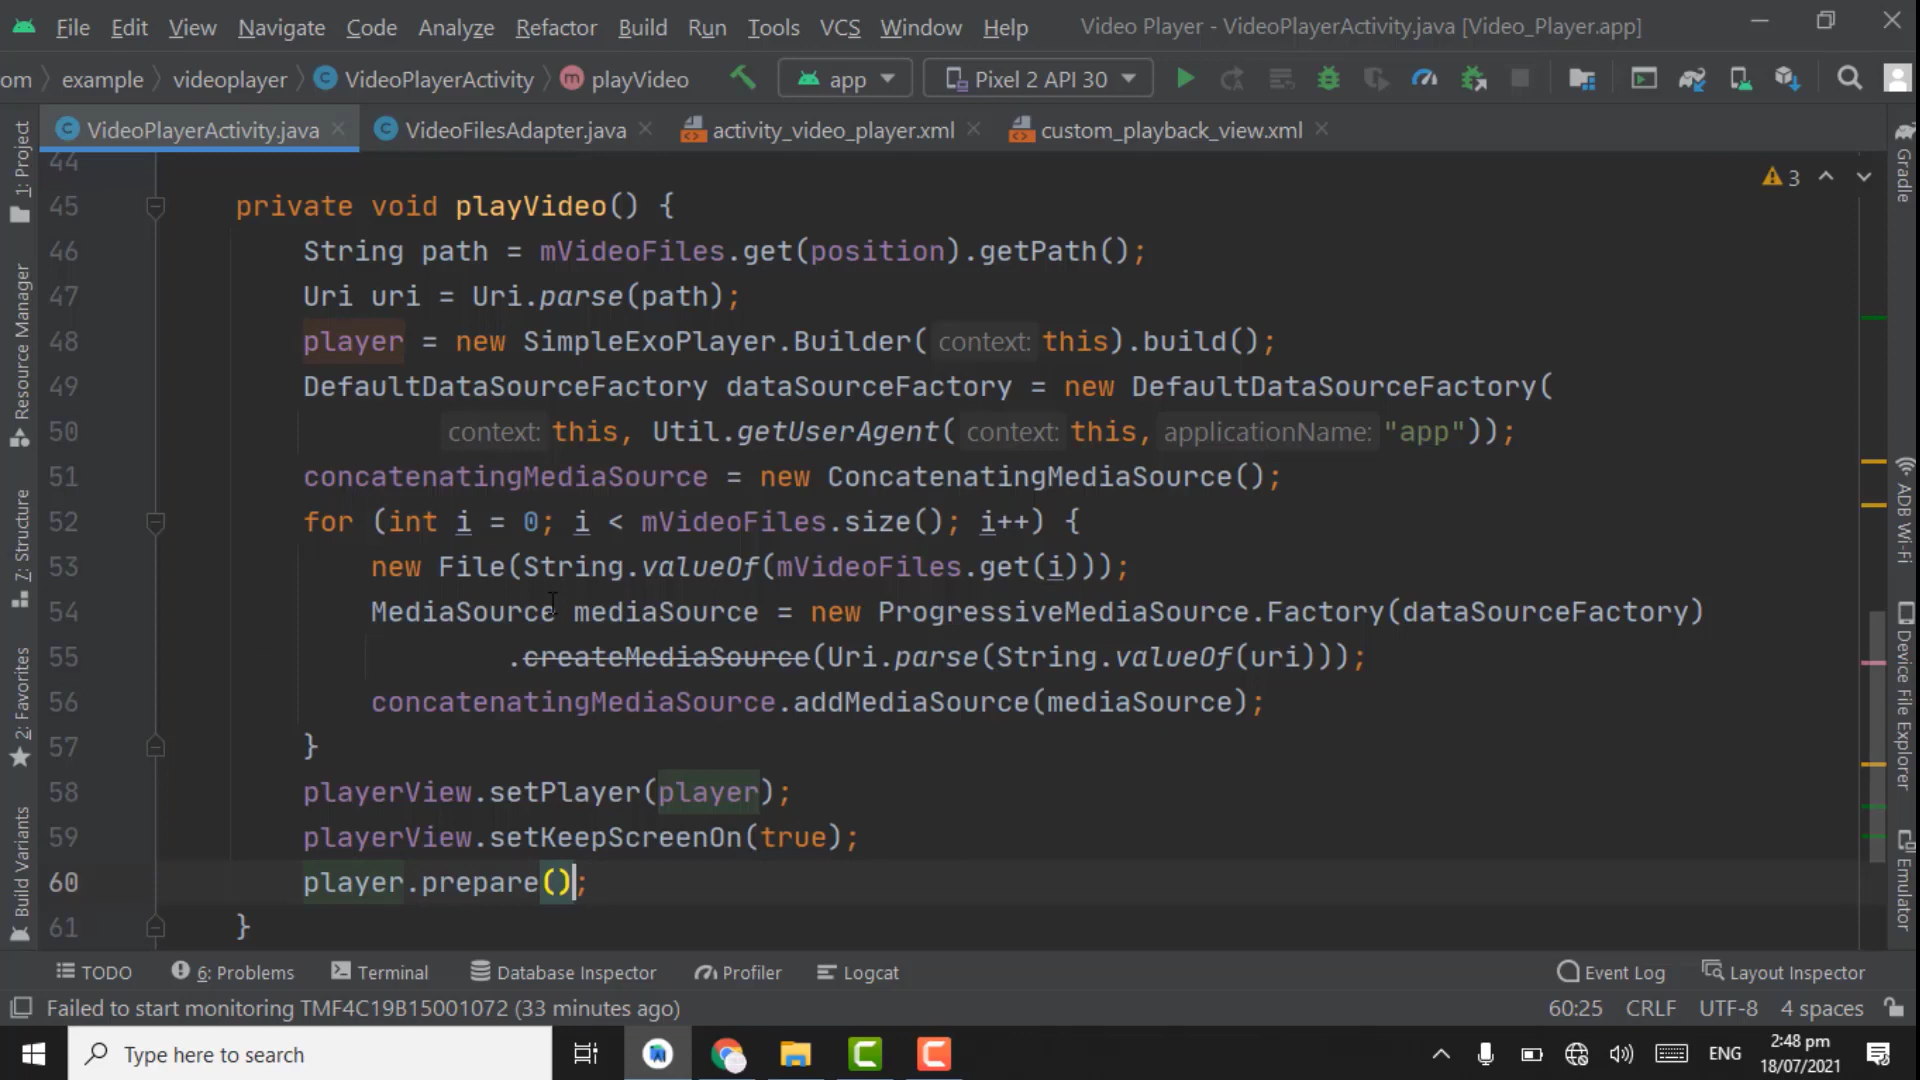 File Edit View Navigate Code Analyze Refactor Build Run Tools VCS Window Help Video Player - VideoPlayerActivity.java [Video_Player.app]
om example videoplayer VideoPlayerActivity playVideo app Pixel 2 API 30
VideoPlayerActivity.java VideoFilesAdapter.java activity_video_player.xml custom_playback_view.xml
44
3
45 private void playVideo() {
46 String path = mVideoFiles.get(position).getPath();
47 Uri uri = Uri.parse(path);
48 player = new SimpleExoPlayer.Builder( context: this).build();
49 DefaultDataSourceFactory dataSourceFactory = new DefaultDataSourceFactory(
50 context: this, Util.getUserAgent( context: this, applicationName: "app"));
51 concatenatingMediaSource = new ConcatenatingMediaSource();
52 for (int i = 0; i < mVideoFiles.size(); i++) {
53 new File(String.valueOf(mVideoFiles.get(i)));
54 MediaSource mediaSource = new ProgressiveMediaSource.Factory(dataSourceFactory)
55 .createMediaSource(Uri.parse(String.valueOf(uri)));
56 concatenatingMediaSource.addMediaSource(mediaSource);
57 }
58 playerView.setPlayer(player);
59 playerView.setKeepScreenOn(true);
60 player.prepare();
61 }
1: Project
Resource Manager
7: Structure
2: Favorites
Build Variants
Gradle
ADB Wi-Fi
Device File Explorer
Emulator
TODO 6: Problems Terminal Database Inspector Profiler Logcat Event Log Layout Inspector
Failed to start monitoring TMF4C19B15001072 (33 minutes ago) 60:25 CRLF UTF-8 4 spaces
Type here to search ENG 2:48 pm
18/07/2021